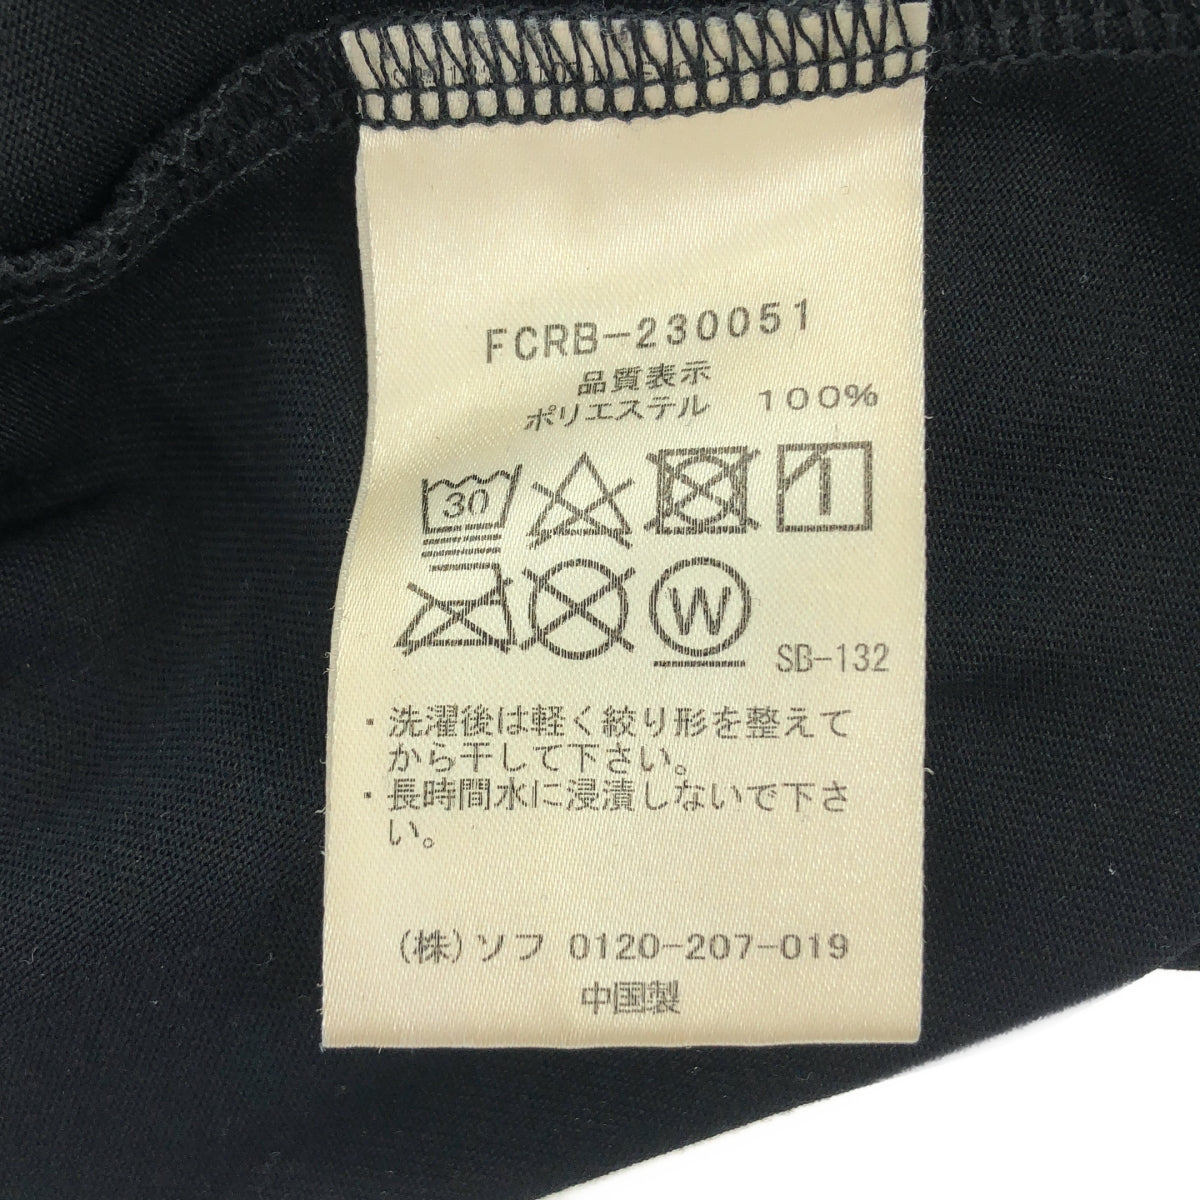 FCRB-230051
品質表示
ポリエステル 100%
30
W
SB-132
・洗濯後は軽く絞り形を整えて
から干して下さい。
・長時間水に浸漬しないで下さ
い。
(株)ソフ 0120-207-019
中国製